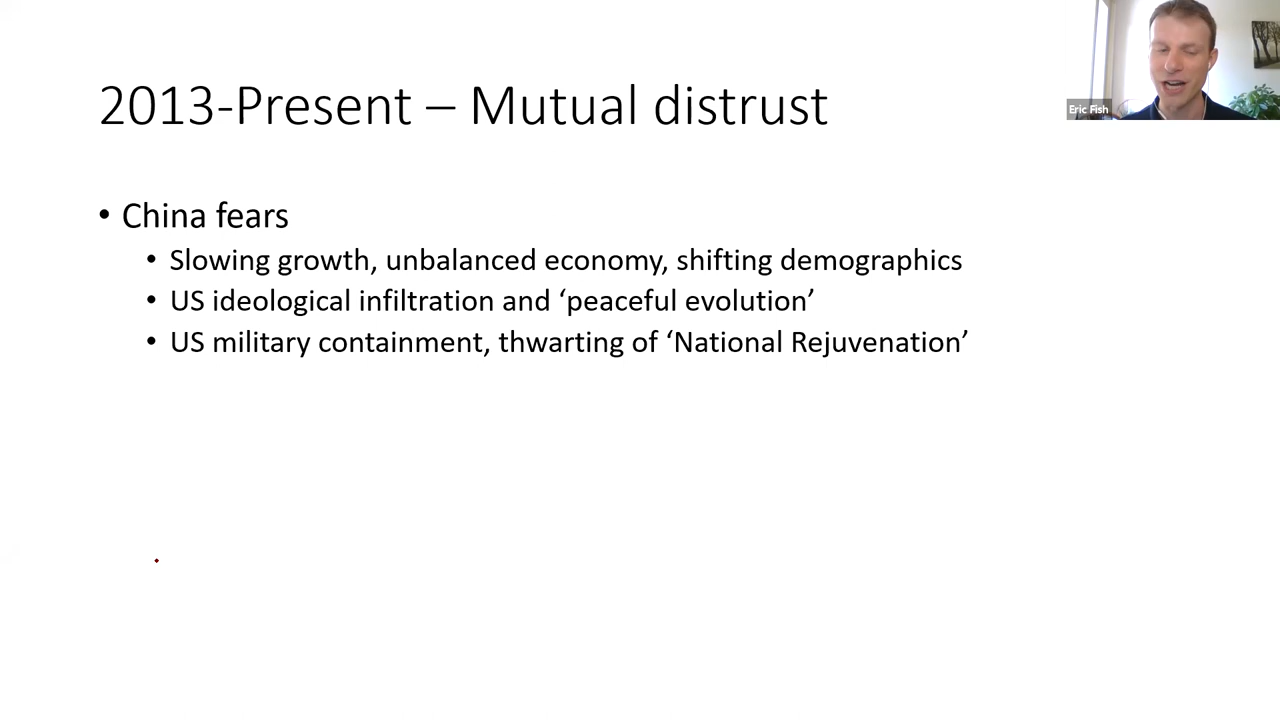 2013-Present – Mutual distrust
Eric Fish
• China fears
• Slowing growth, unbalanced economy, shifting demographics
• US ideological infiltration and ‘peaceful evolution’
• US military containment, thwarting of ‘National Rejuvenation’